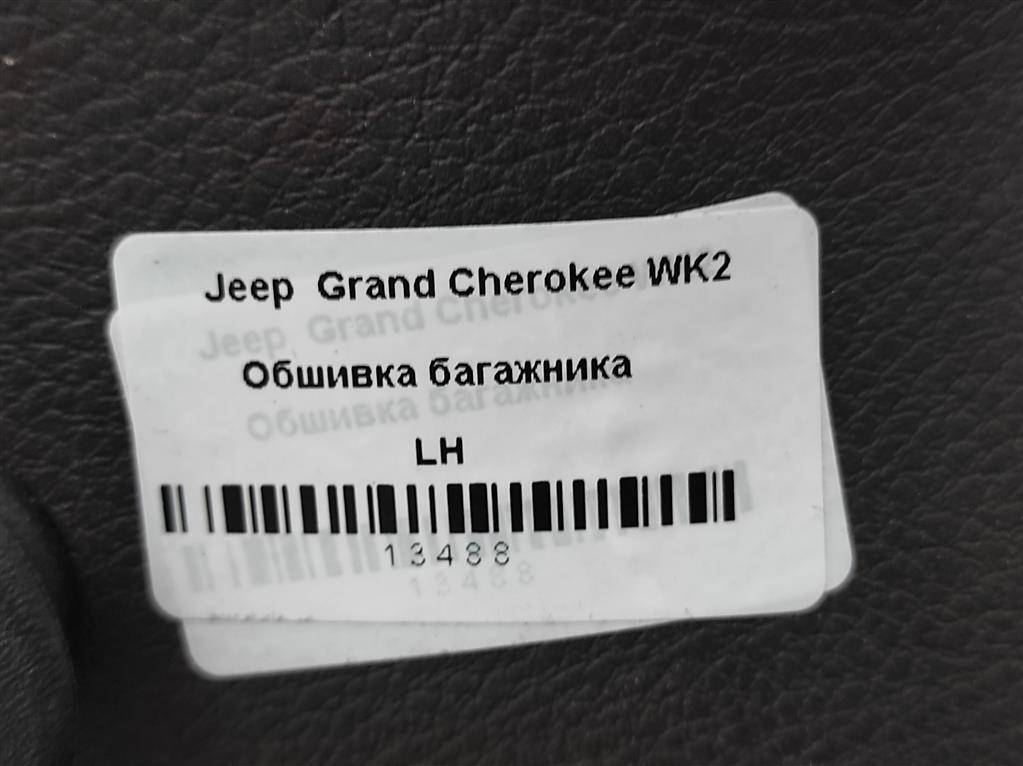 Jeep Grand Cherokee WK2
Обшивка багажника
LH
13488